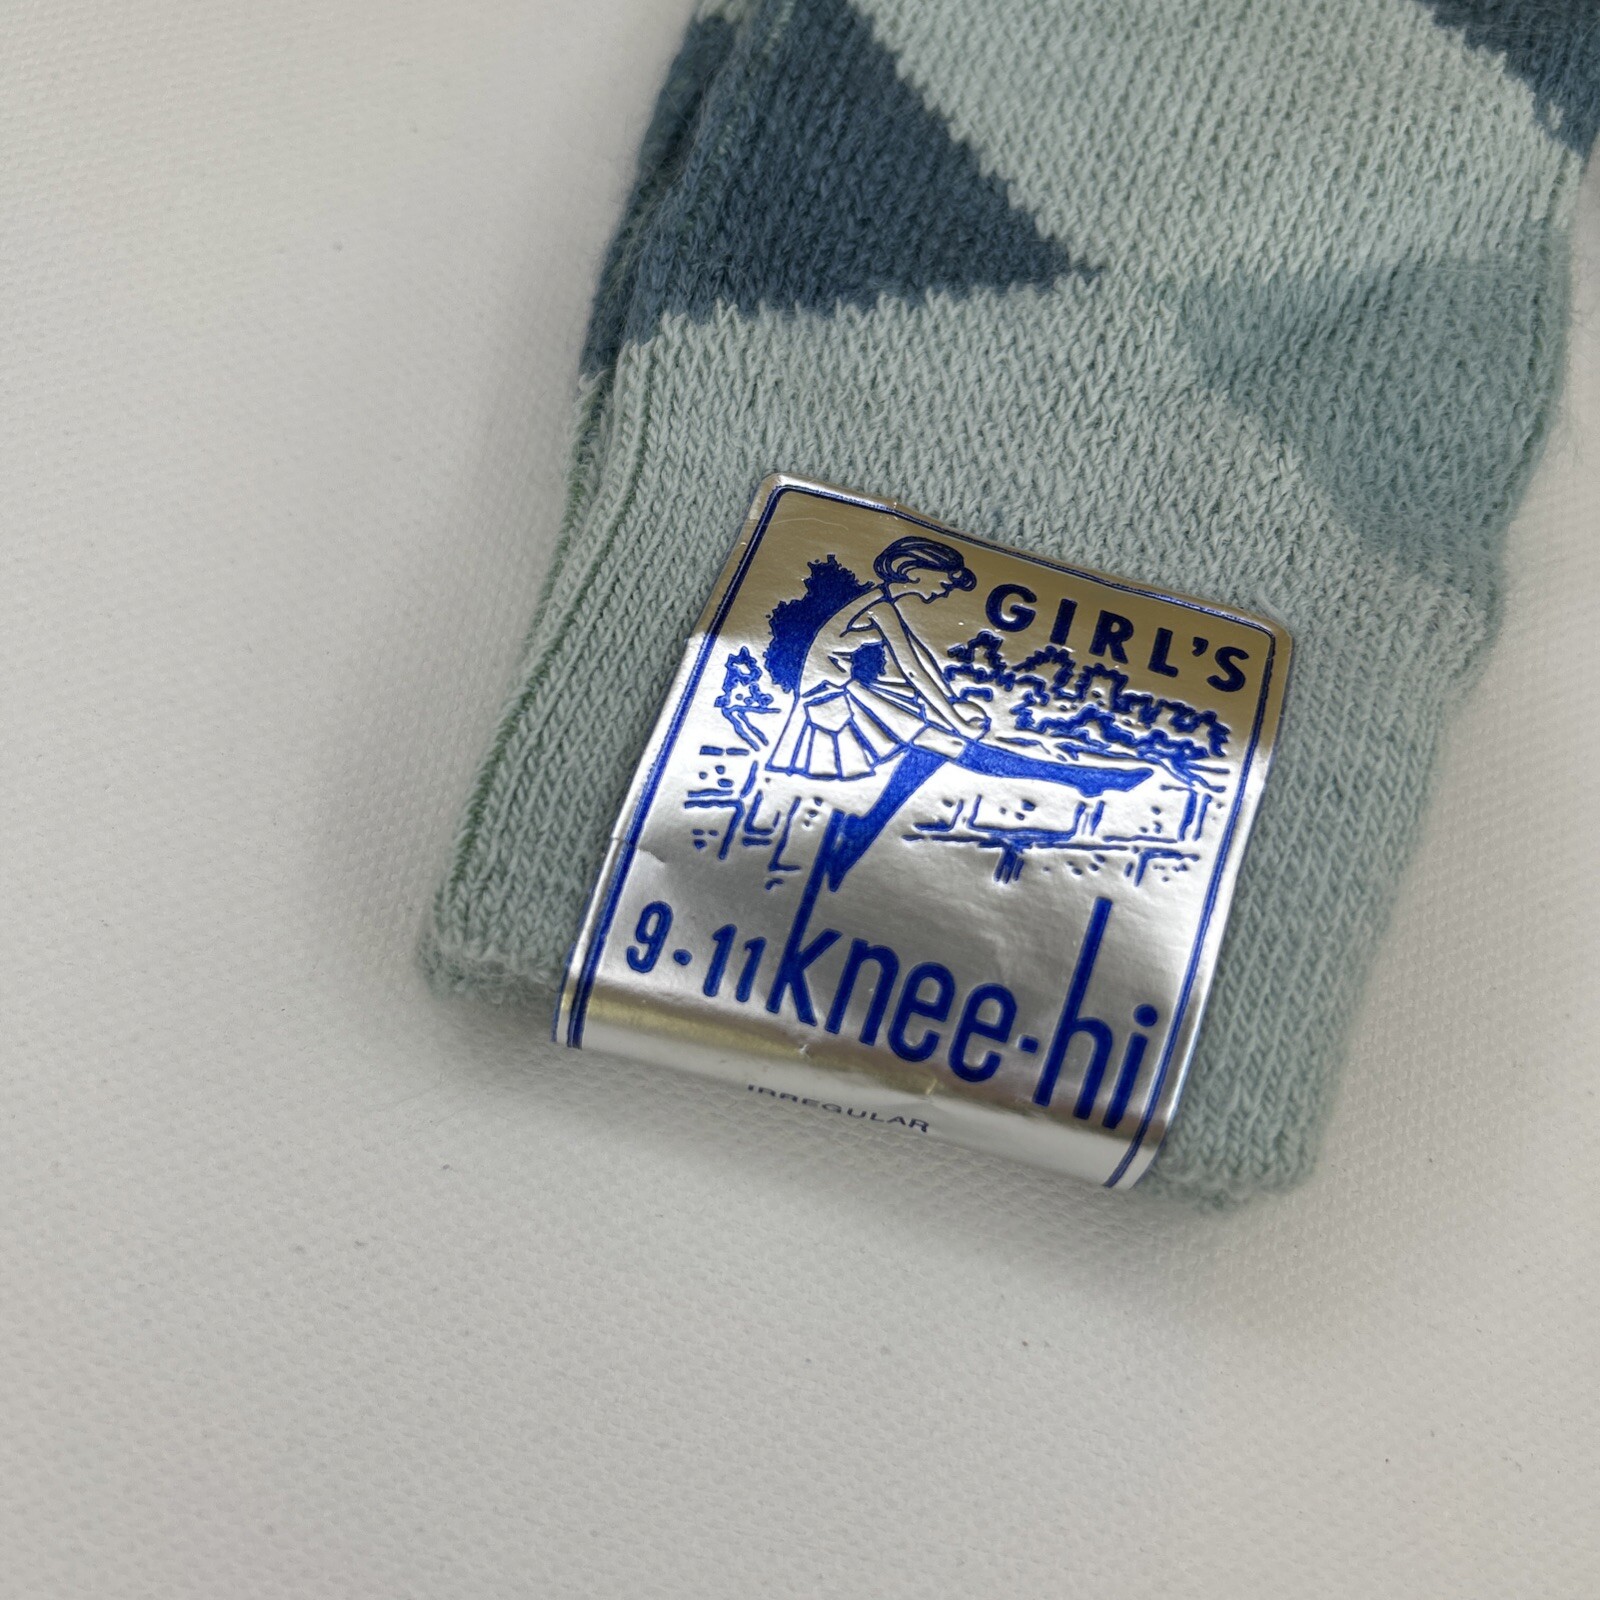 GIRL'S
9-11 knee-hi
IRREGULAR